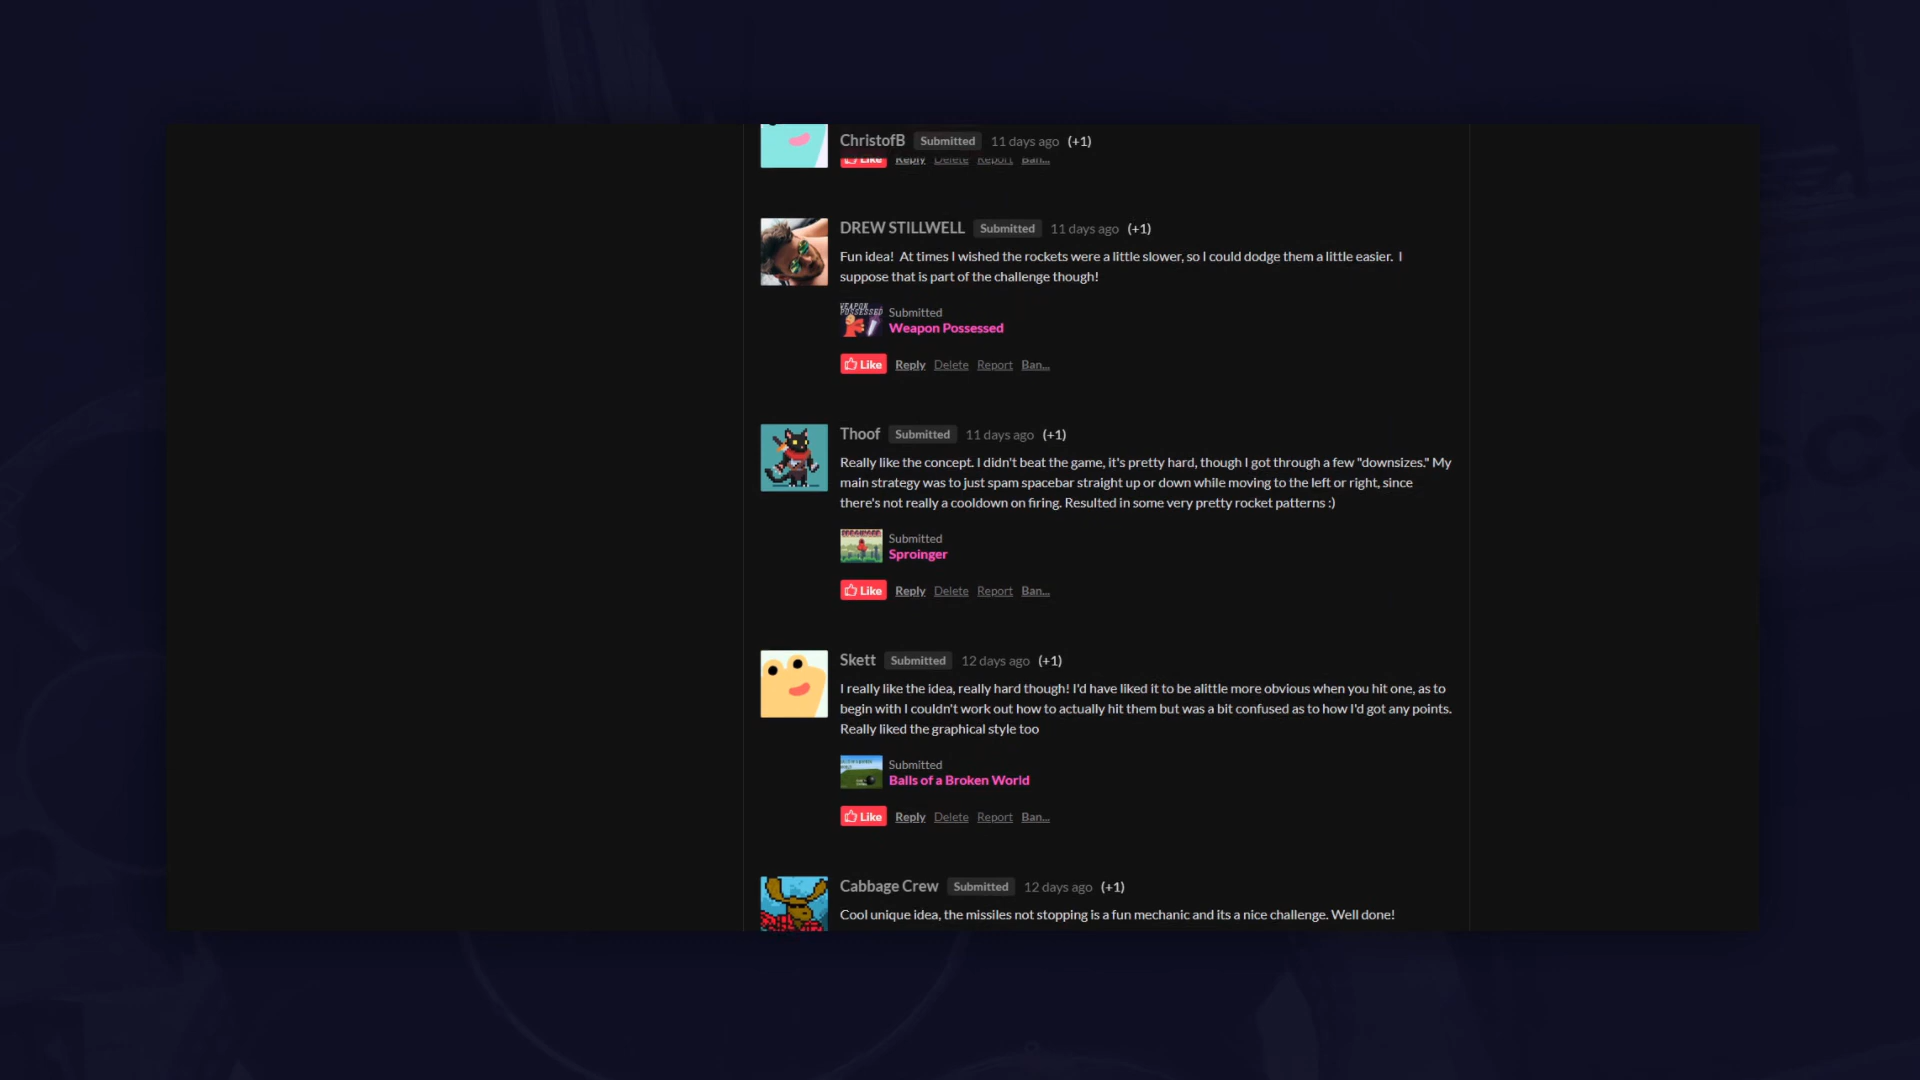 ChristofB Submitted 11 days ago (+1)
Like Reply Delete Report Ban...
DREW STILLWELL Submitted 11 days ago (+1)
Fun idea! At times I wished the rockets were a little slower, so I could dodge them a little easier. I
suppose that is part of the challenge though!
WEAPON
POSSESSED
Submitted
Weapon Possessed
Like Reply Delete Report Ban...
Thoof Submitted 11 days ago (+1)
Really like the concept. I didn't beat the game, it's pretty hard, though I got through a few "downsizes." My
main strategy was to just spam spacebar straight up or down while moving to the left or right, since
there's not really a cooldown on firing. Resulted in some very pretty rocket patterns :)
SPROINGER
Submitted
Sproinger
Like Reply Delete Report Ban...
Skett Submitted 12 days ago (+1)
I really like the idea, really hard though! I'd have liked it to be alittle more obvious when you hit one, as to
begin with I couldn't work out how to actually hit them but was a bit confused as to how I'd got any points.
Really liked the graphical style too
Submitted
Balls of a Broken World
Like Reply Delete Report Ban...
Cabbage Crew Submitted 12 days ago (+1)
Cool unique idea, the missiles not stopping is a fun mechanic and its a nice challenge. Well done!